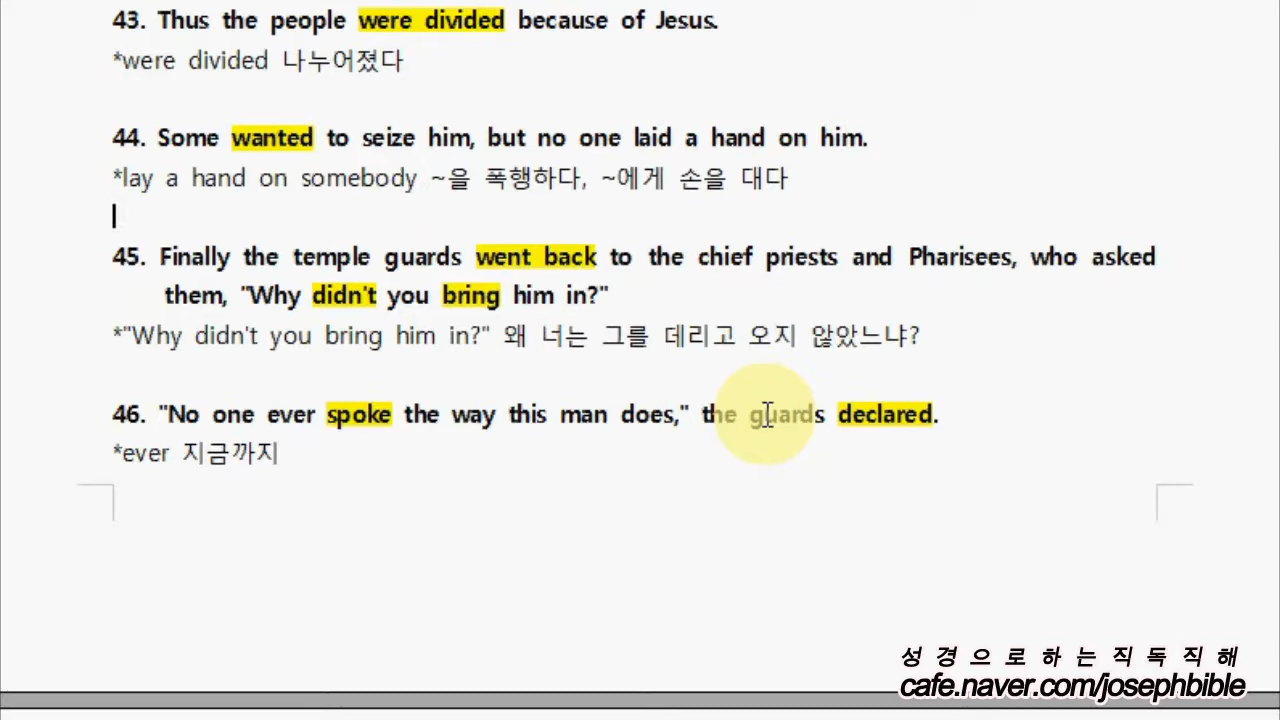 43. Thus the people were divided because of Jesus.
*were divided 나누어졌다
44. Some wanted to seize him, but no one laid a hand on him.
*lay a hand on somebody ~을 폭행하다, ~에게 손을 대다
45. Finally the temple guards went back to the chief priests and Pharisees, who asked
them, "Why didn't you bring him in?"
*"Why didn't you bring him in?" 왜 너는 그를 데리고 오지 않았느냐?
46. "No one ever spoke the way this man does," the guards declared.
*ever 지금까지
성경으로하는직독직해
cafe.naver.com/josephbible